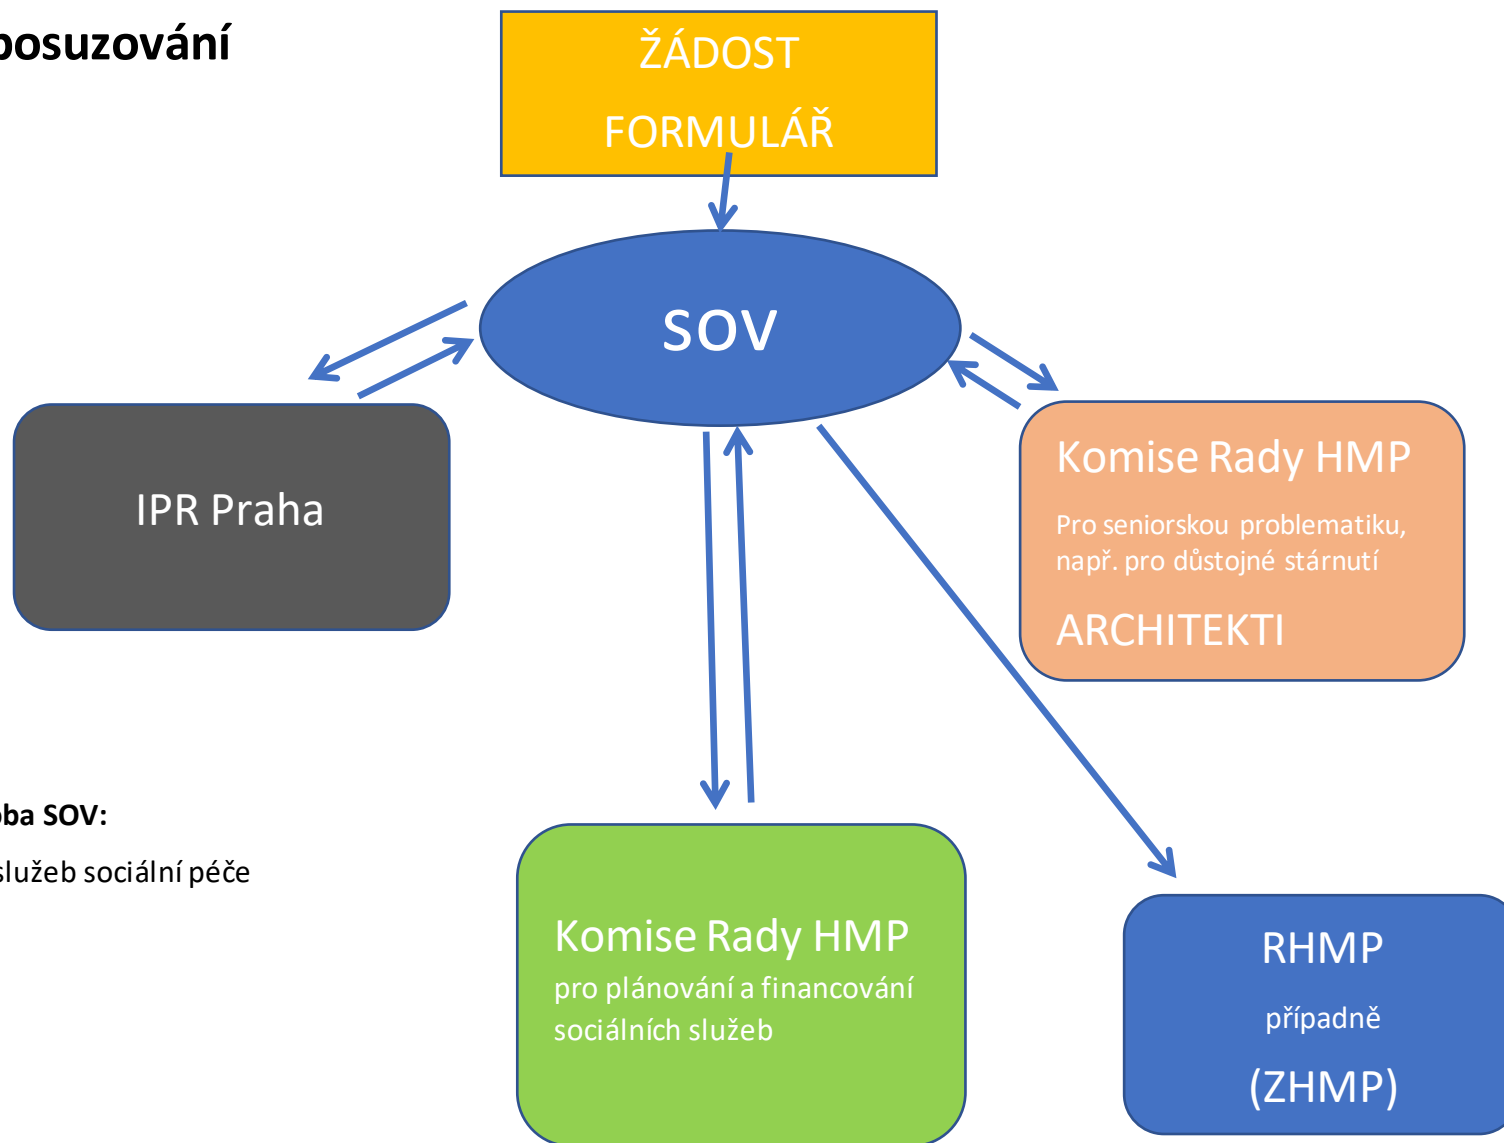 posuzování
ŽÁDOST
FORMULÁŘ
SOV
IPR Praha
Komise Rady HMP
Pro seniorskou problematiku,
např. pro důstojné stárnutí
ARCHITEKTI
oba SOV:
služeb sociální péče
Komise Rady HMP
pro plánování a financování
sociálních služeb
RHMP
případně
(ZHMP)